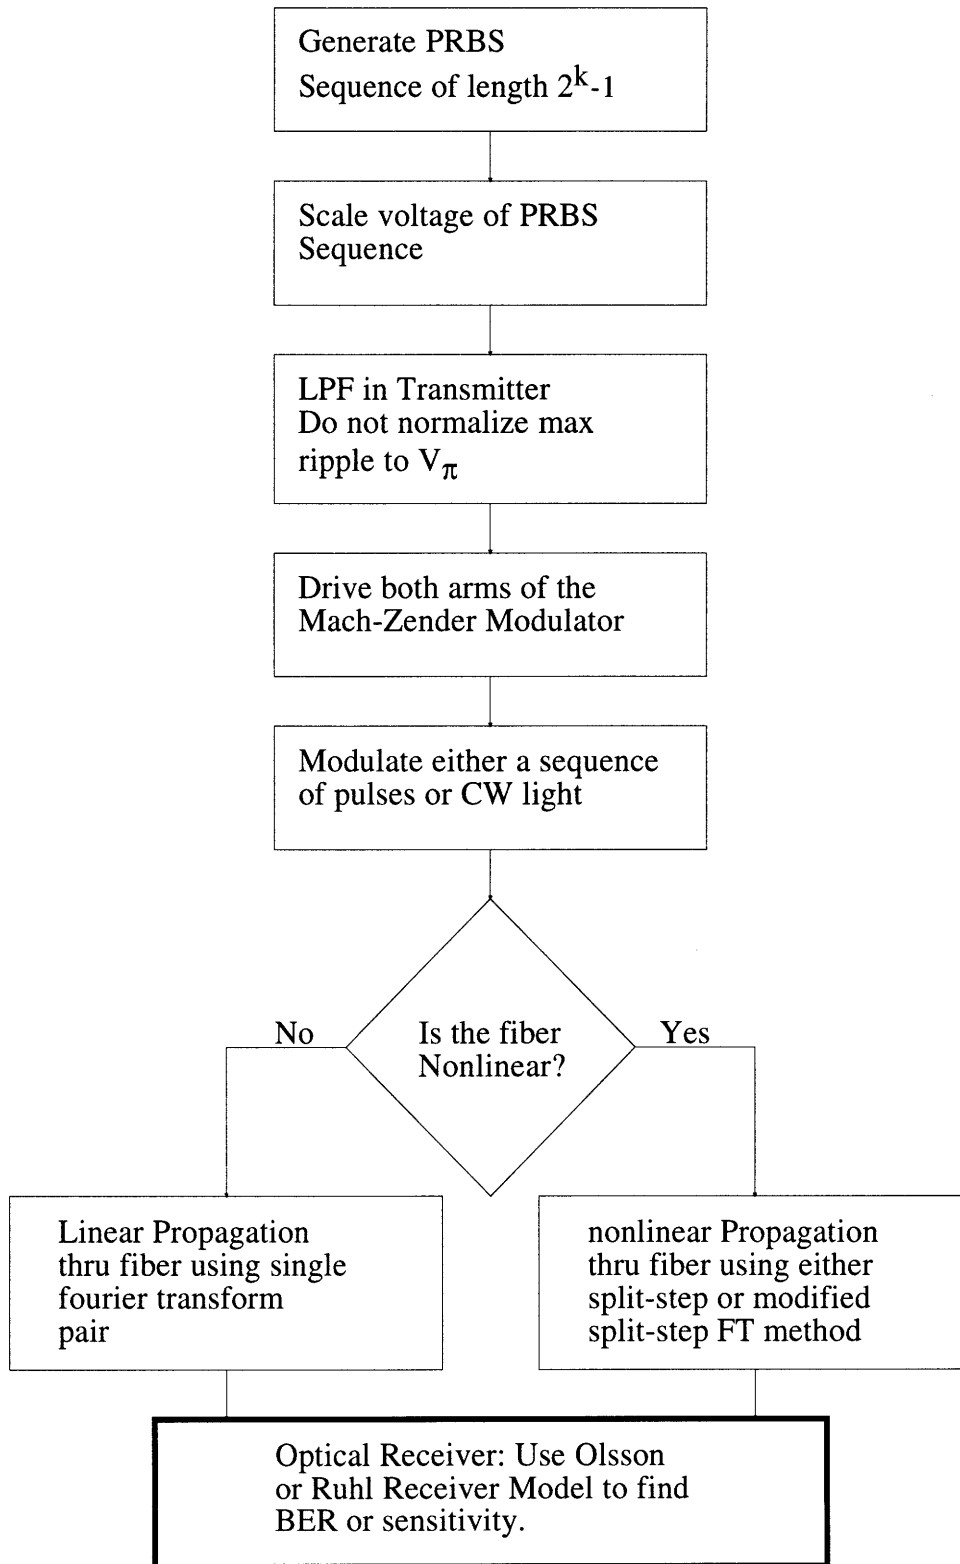 Generate PRBS
Sequence of length 2^k-1
Scale voltage of PRBS
Sequence
LPF in Transmitter
Do not normalize max
ripple to Vπ
Drive both arms of the
Mach-Zender Modulator
Modulate either a sequence
of pulses or CW light
No
Is the fiber
Nonlinear?
Yes
Linear Propagation
thru fiber using single
fourier transform
pair
nonlinear Propagation
thru fiber using either
split-step or modified
split-step FT method
Optical Receiver: Use Olsson
or Ruhl Receiver Model to find
BER or sensitivity.